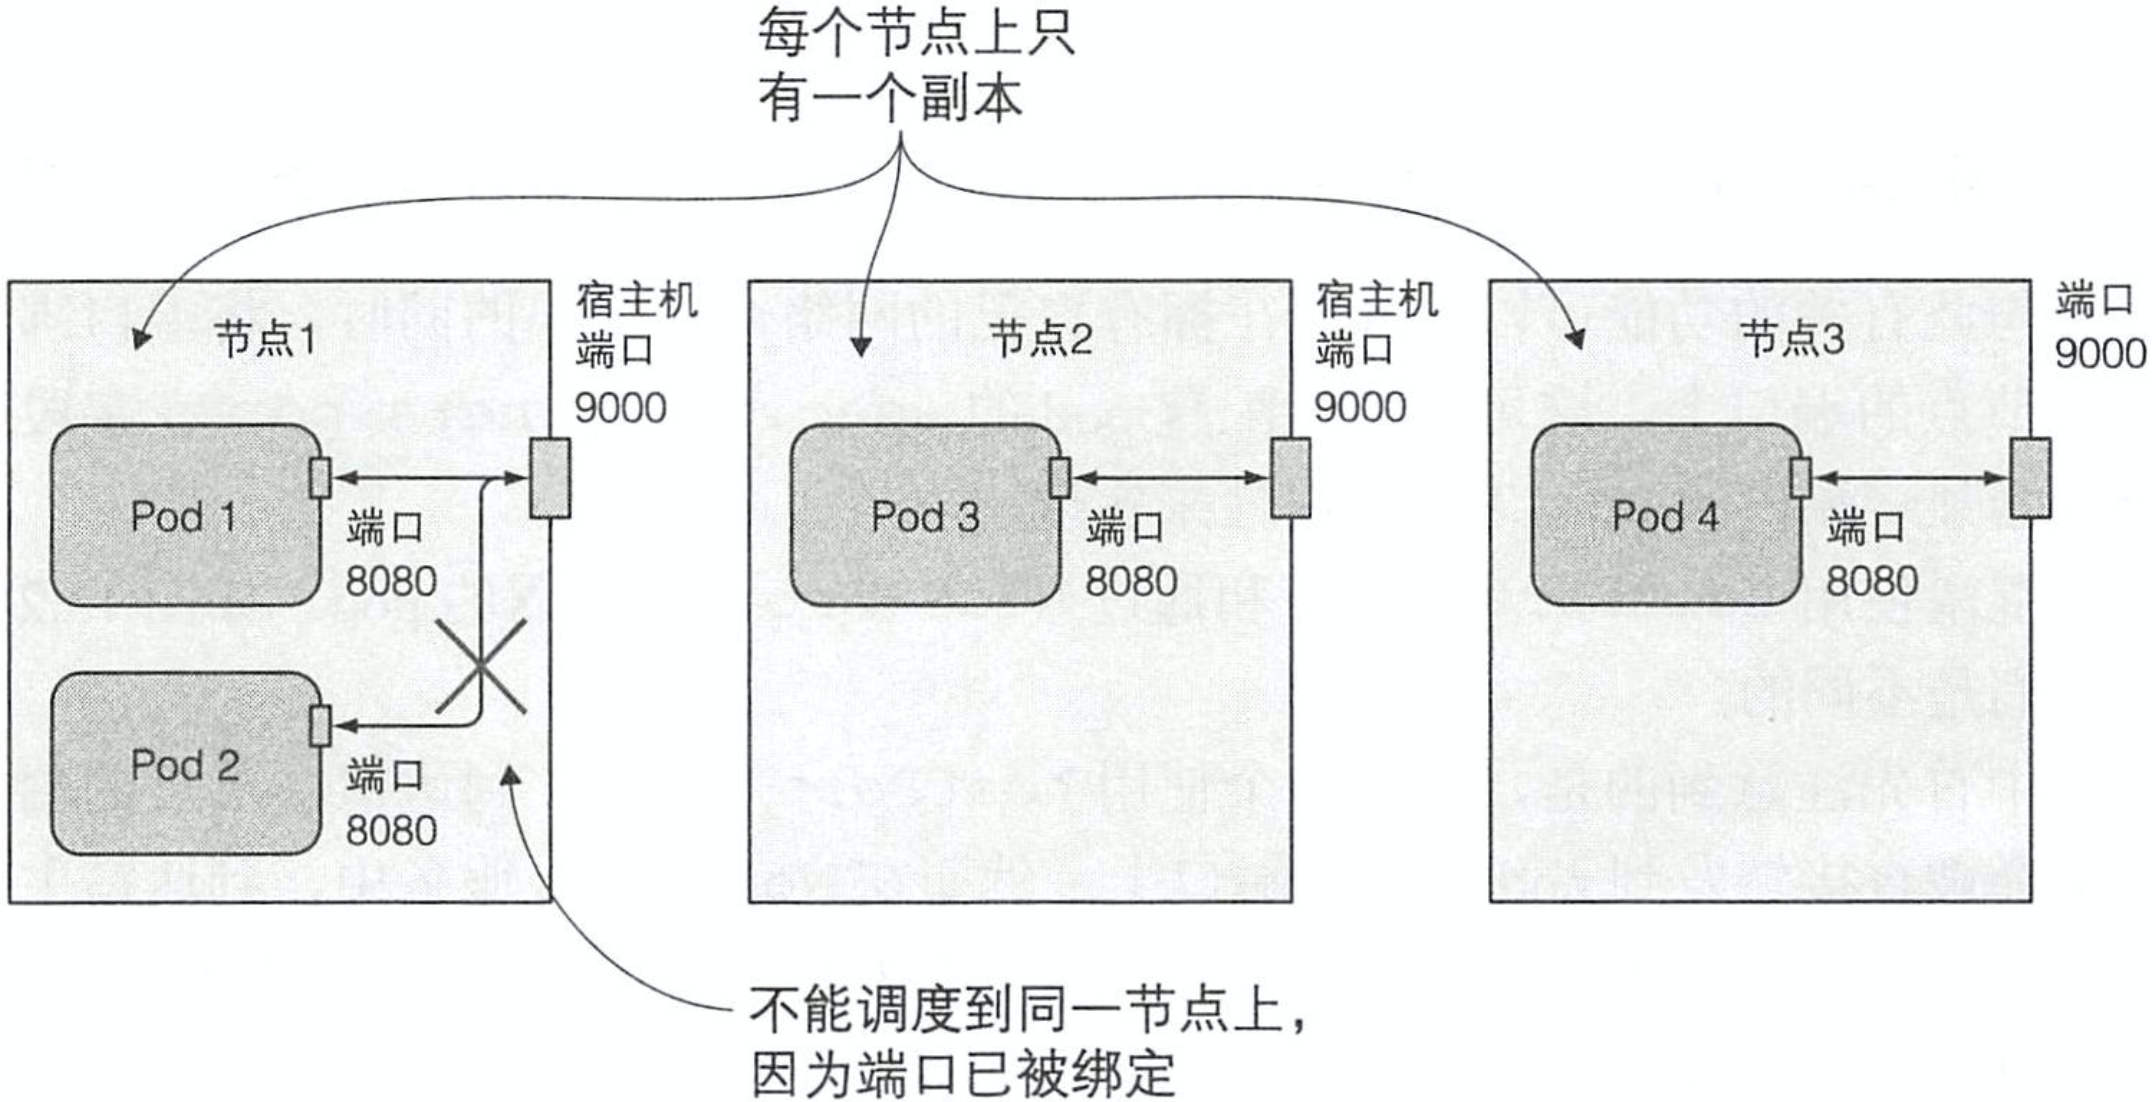 每个节点上只
有一个副本
节点1
宿主机
端口
9000
Pod 1
端口
8080
Pod 2
端口
8080
节点2
宿主机
端口
9000
Pod 3
端口
8080
节点3
端口
9000
Pod 4
端口
8080
不能调度到同一节点上，
因为端口已被绑定